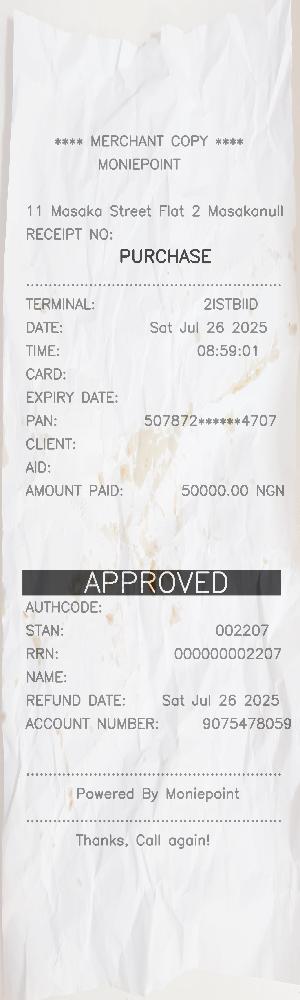 **** MERCHANT COPY ****
MONIEPOINT
11 Masaka Street Flat 2 Masakanull
RECEIPT NO:
PURCHASE
TERMINAL: 2ISTBIID
DATE: Sat Jul 26 2025
TIME: 08:59:01
CARD:
EXPIRY DATE:
PAN: 507872******4707
CLIENT:
AID:
AMOUNT PAID: 50000.00 NGN
APPROVED
AUTHCODE:
STAN: 002207
RRN: 000000002207
NAME:
REFUND DATE: Sat Jul 26 2025
ACCOUNT NUMBER: 9075478059
Powered By Moniepoint
Thanks, Call again!